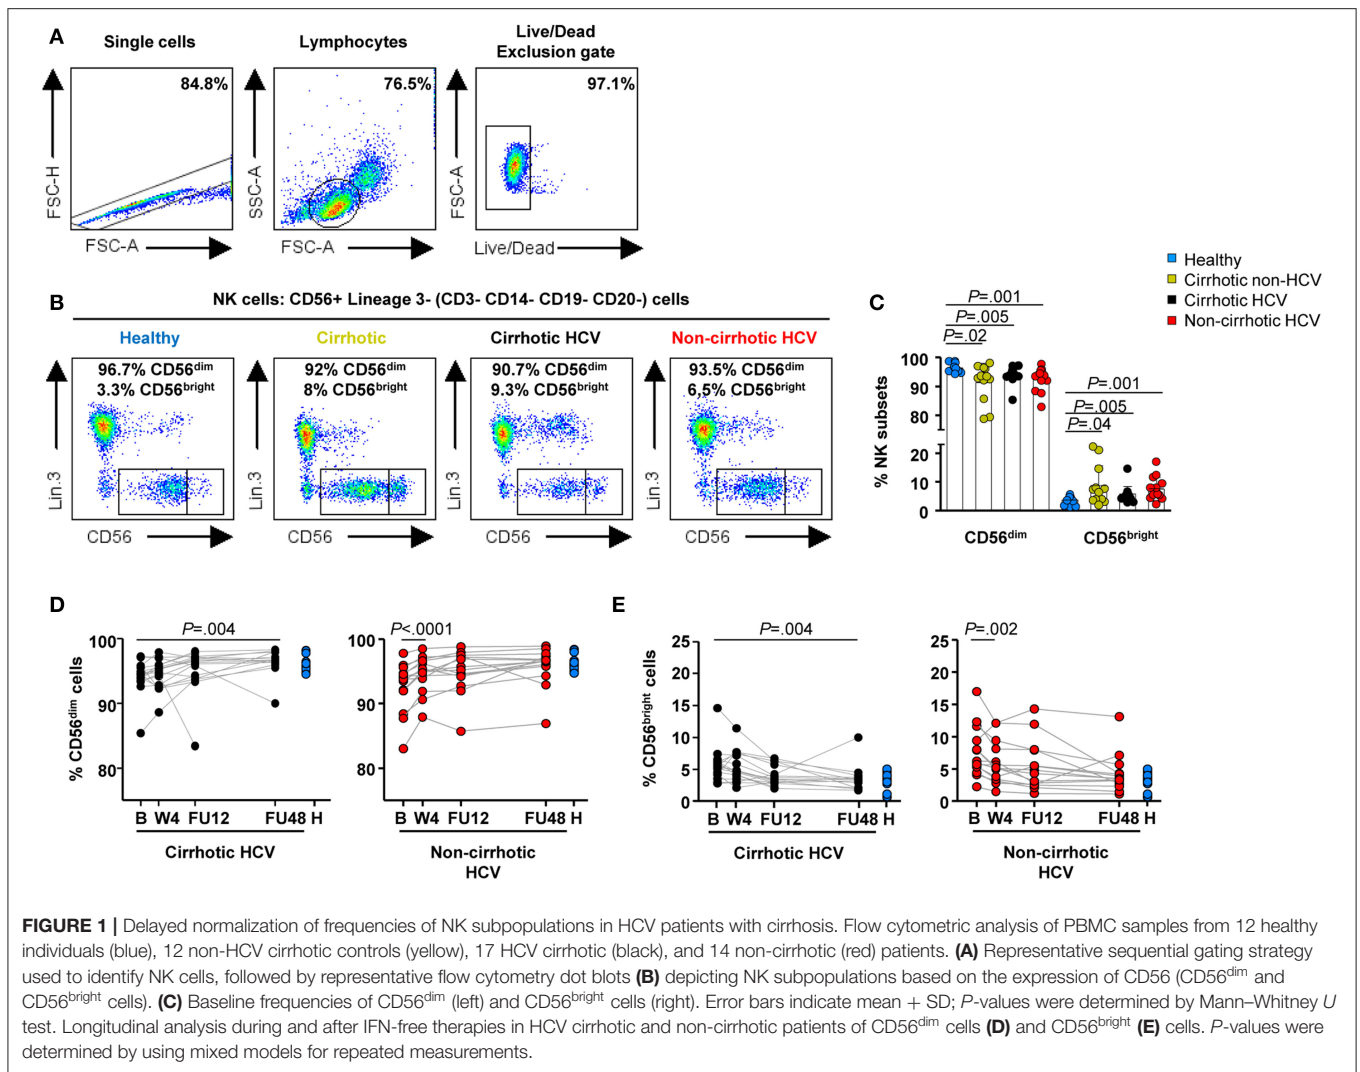 A
Single cells
84.8%
FSC-H
FSC-A
Lymphocytes
76.5%
SSC-A
FSC-A
Live/Dead
Exclusion gate
97.1%
FSC-A
Live/Dead
B
NK cells: CD56+ Lineage 3- (CD3- CD14- CD19- CD20-) cells
Healthy
96.7% CD56dim
3.3% CD56bright
Lin.3
CD56
Cirrhotic
92% CD56dim
8% CD56bright
Lin.3
CD56
Cirrhotic HCV
90.7% CD56dim
9.3% CD56bright
Lin.3
CD56
Non-cirrhotic HCV
93.5% CD56dim
6,5% CD56bright
Lin.3
CD56
C
Healthy
Cirrhotic non-HCV
Cirrhotic HCV
Non-cirrhotic HCV
P=.001
P=.005
P=.02
P=.001
P=.005
P=.04
% NK subsets
100
90
80
20
10
0
CD56dim
CD56bright
D
P=.004
% CD56dim cells
100
90
80
B W4 FU12 FU48 H
Cirrhotic HCV
P<.0001
100
90
80
B W4 FU12 FU48 H
Non-cirrhotic
HCV
E
P=.004
% CD56bright cells
25
20
15
10
5
0
B W4 FU12 FU48 H
Cirrhotic HCV
P=.002
25
20
15
10
5
0
B W4 FU12 FU48 H
Non-cirrhotic
HCV
FIGURE 1 | Delayed normalization of frequencies of NK subpopulations in HCV patients with cirrhosis. Flow cytometric analysis of PBMC samples from 12 healthy
individuals (blue), 12 non-HCV cirrhotic controls (yellow), 17 HCV cirrhotic (black), and 14 non-cirrhotic (red) patients. (A) Representative sequential gating strategy
used to identify NK cells, followed by representative flow cytometry dot blots (B) depicting NK subpopulations based on the expression of CD56 (CD56dim and
CD56bright cells). (C) Baseline frequencies of CD56dim (left) and CD56bright cells (right). Error bars indicate mean + SD; P-values were determined by Mann–Whitney U
test. Longitudinal analysis during and after IFN-free therapies in HCV cirrhotic and non-cirrhotic patients of CD56dim cells (D) and CD56bright (E) cells. P-values were
determined by using mixed models for repeated measurements.